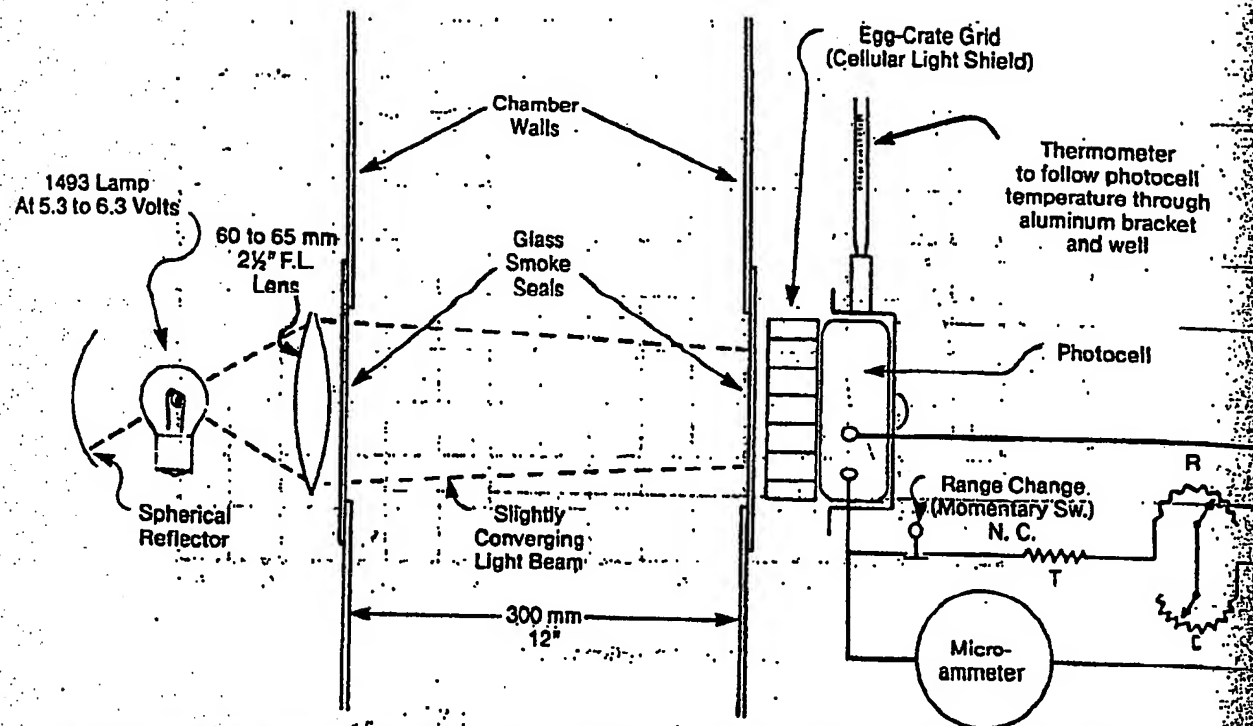 Egg-Crate Grid
(Cellular Light Shield)
Chamber
Walls
Thermometer
to follow photocell
temperature through
aluminum bracket
and well
1493 Lamp
At 5.3 to 6.3 Volts
60 to 65 mm
2½" F.L.
Lens
Glass
Smoke
Seals
Photocell
Spherical
Reflector
Slightly
Converging
Light Beam
Range Change
(Momentary Sw.)
N. C.
R
T
C
300 mm
12"
Micro-
ammeter